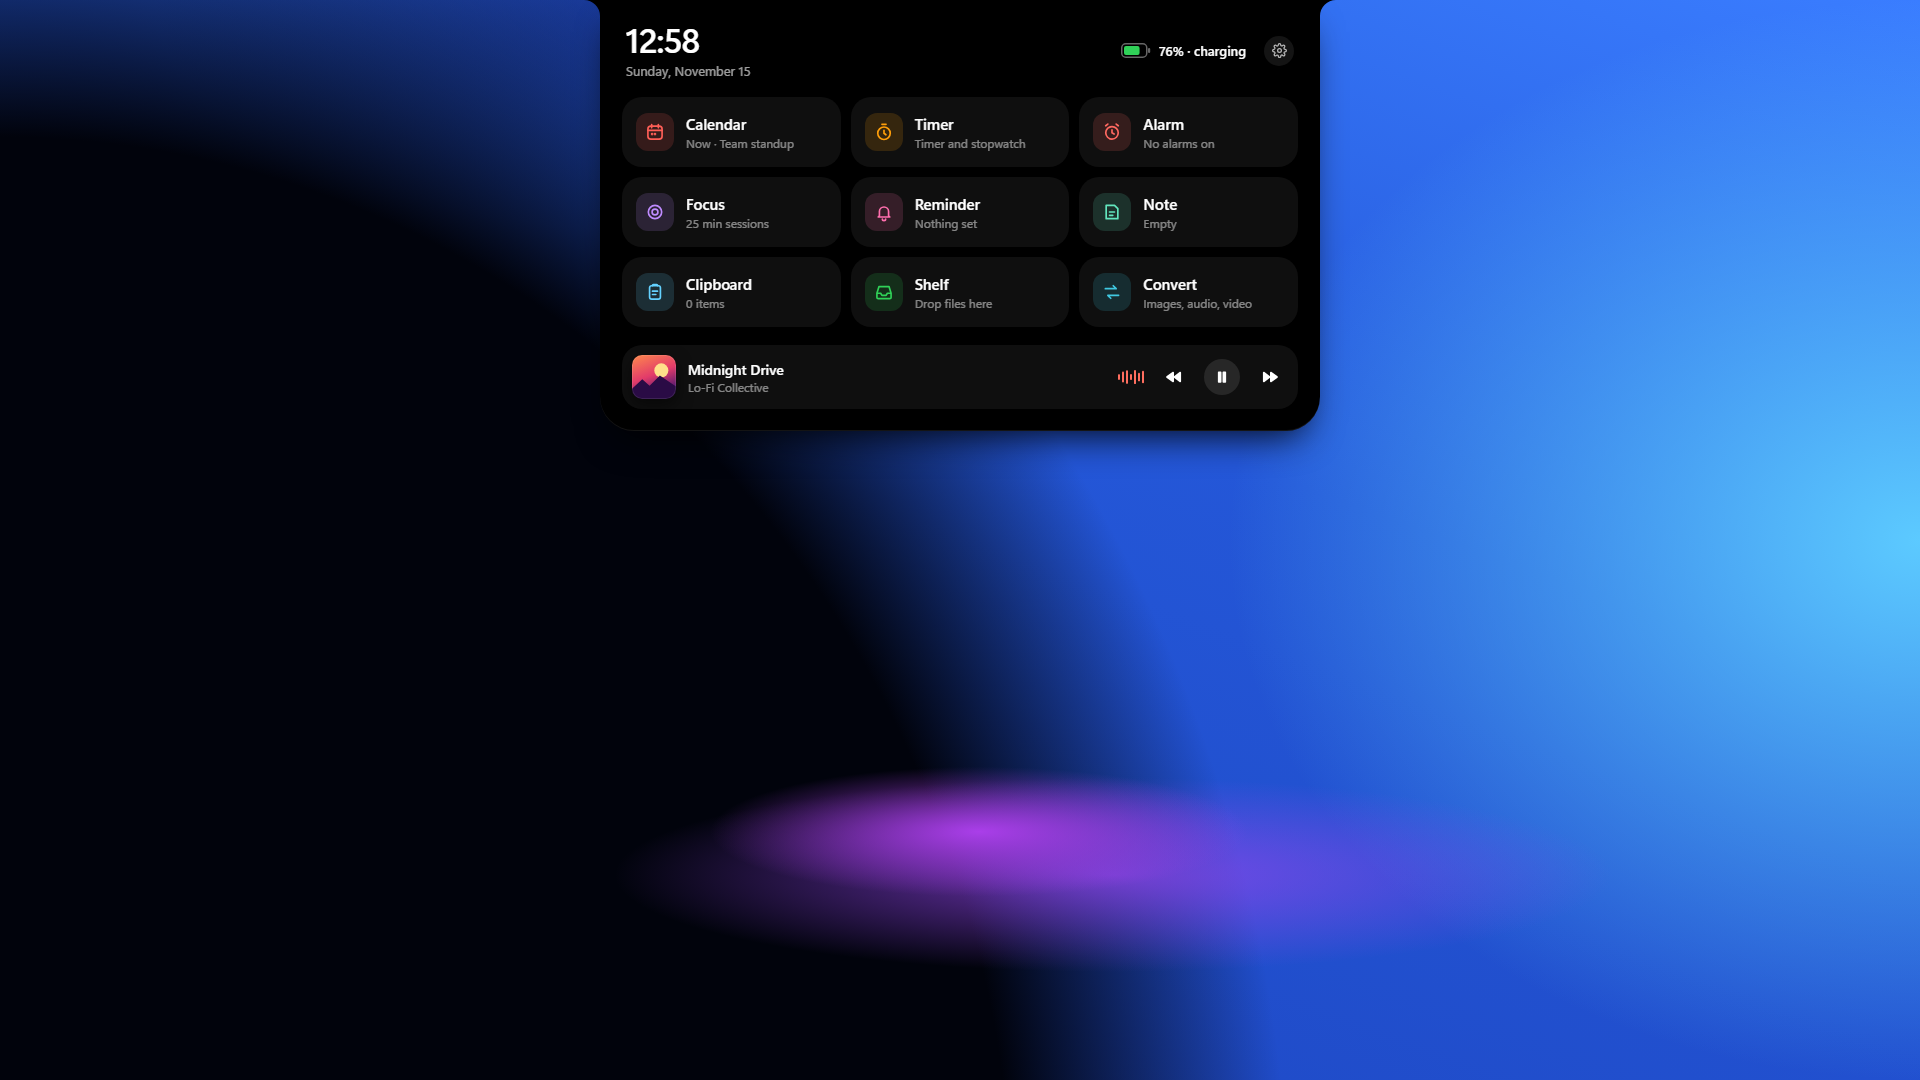 12:58
Sunday, November 15
76% · charging
Calendar
Now · Team standup
Timer
Timer and stopwatch
Alarm
No alarms on
Focus
25 min sessions
Reminder
Nothing set
Note
Empty
Clipboard
0 items
Shelf
Drop files here
Convert
Images, audio, video
Midnight Drive
Lo-Fi Collective